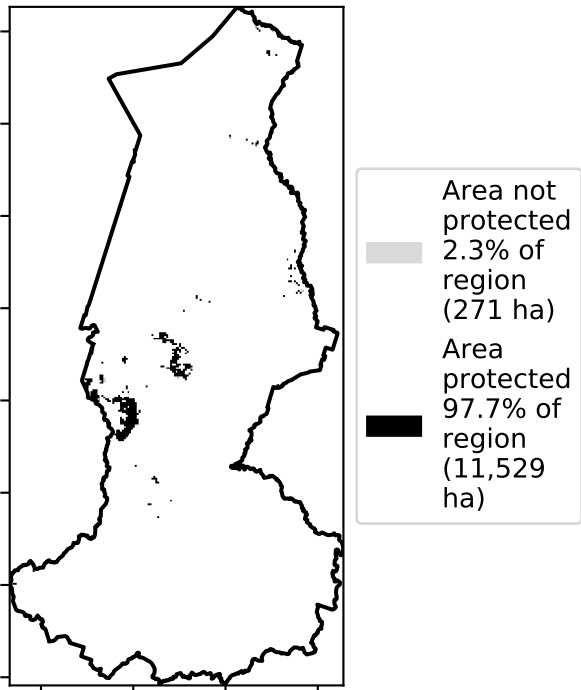 Area not
protected
2.3% of
region
(271 ha)
Area
protected
97.7% of
region
(11,529
ha)